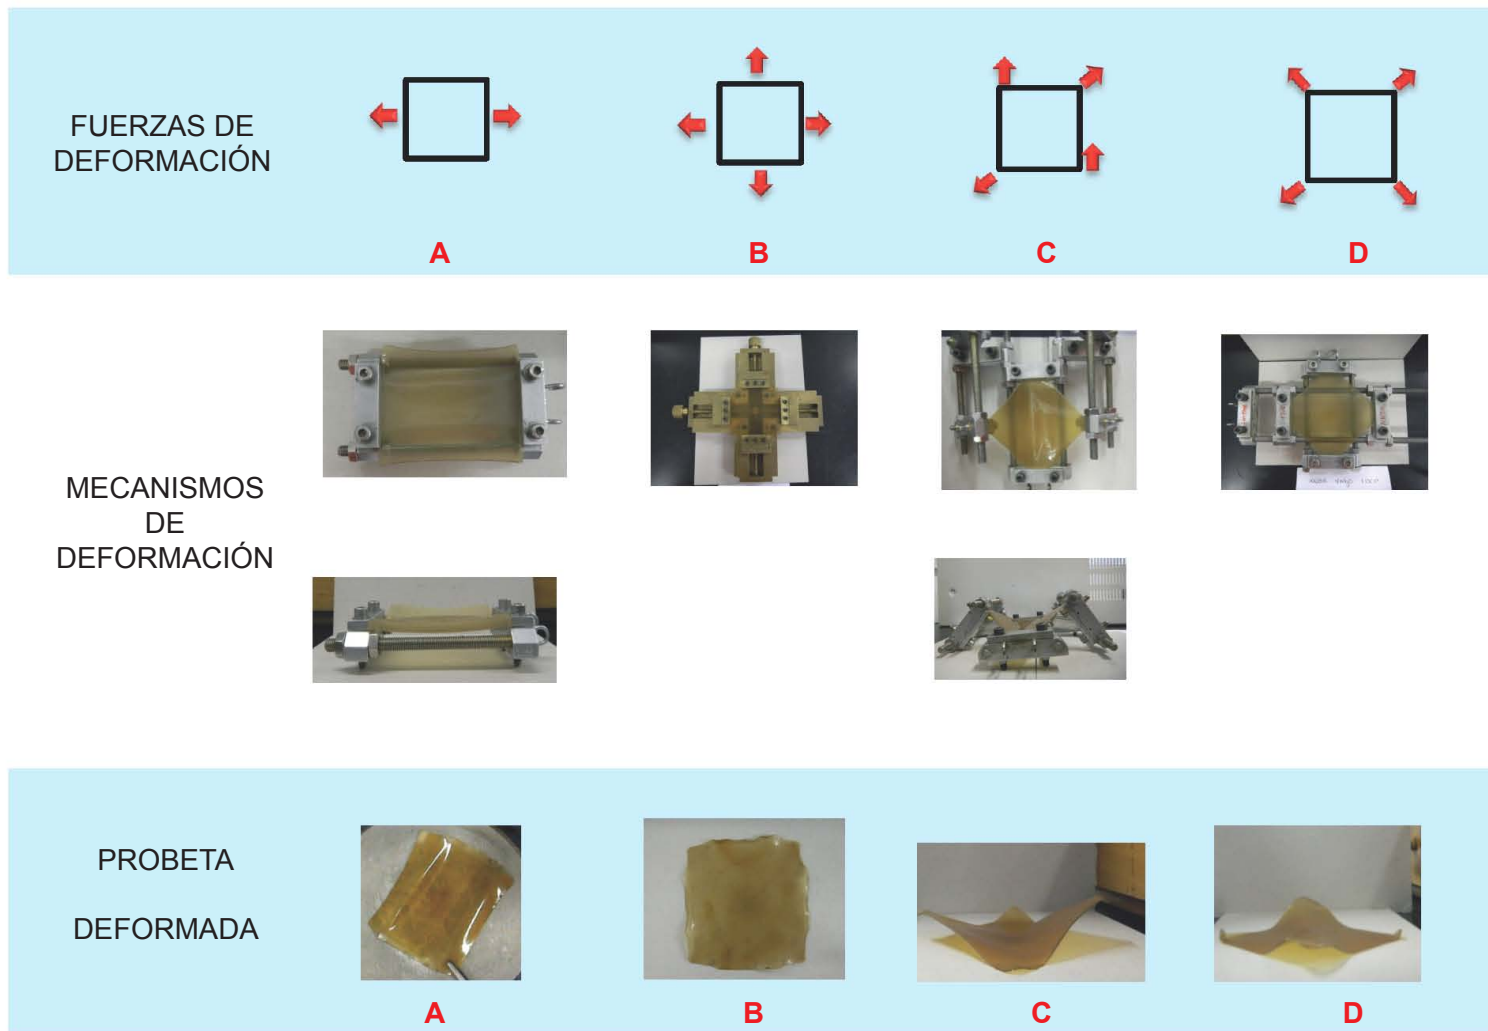 FUERZAS DE
DEFORMACIÓN
A
B
C
D
MECANISMOS
DE
DEFORMACIÓN
PROBETA
DEFORMADA
A
B
C
D